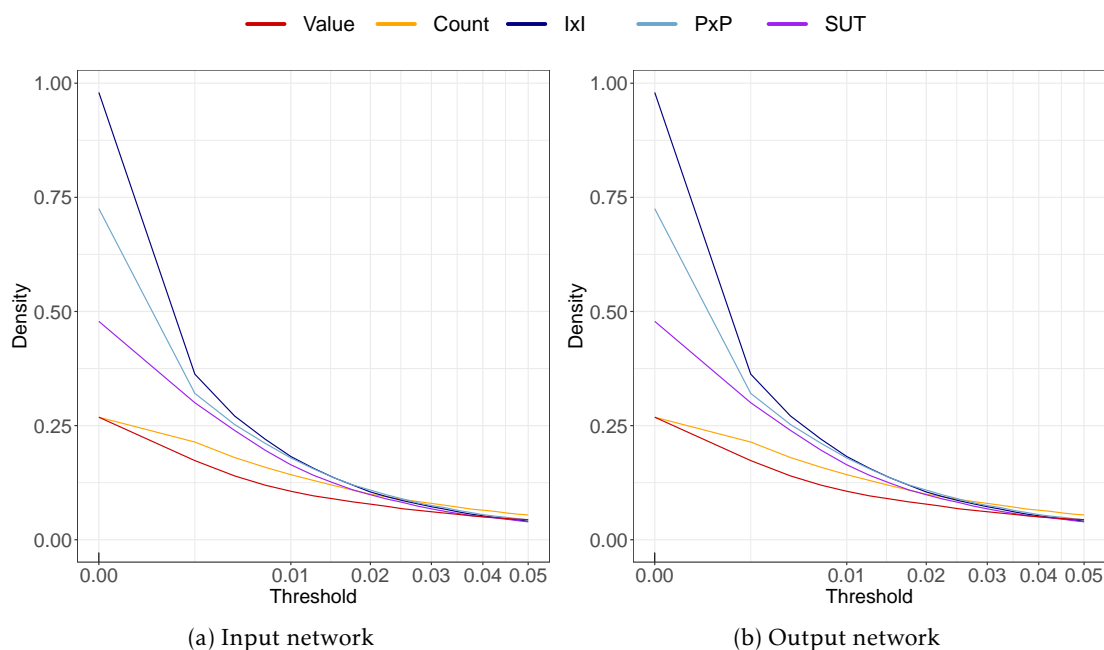 Value Count IxI PxP SUT
1.00
0.75
0.50
0.25
0.00
Density
0.00 0.01 0.02 0.03 0.04 0.05
Threshold
(a) Input network
1.00
0.75
0.50
0.25
0.00
Density
0.00 0.01 0.02 0.03 0.04 0.05
Threshold
(b) Output network